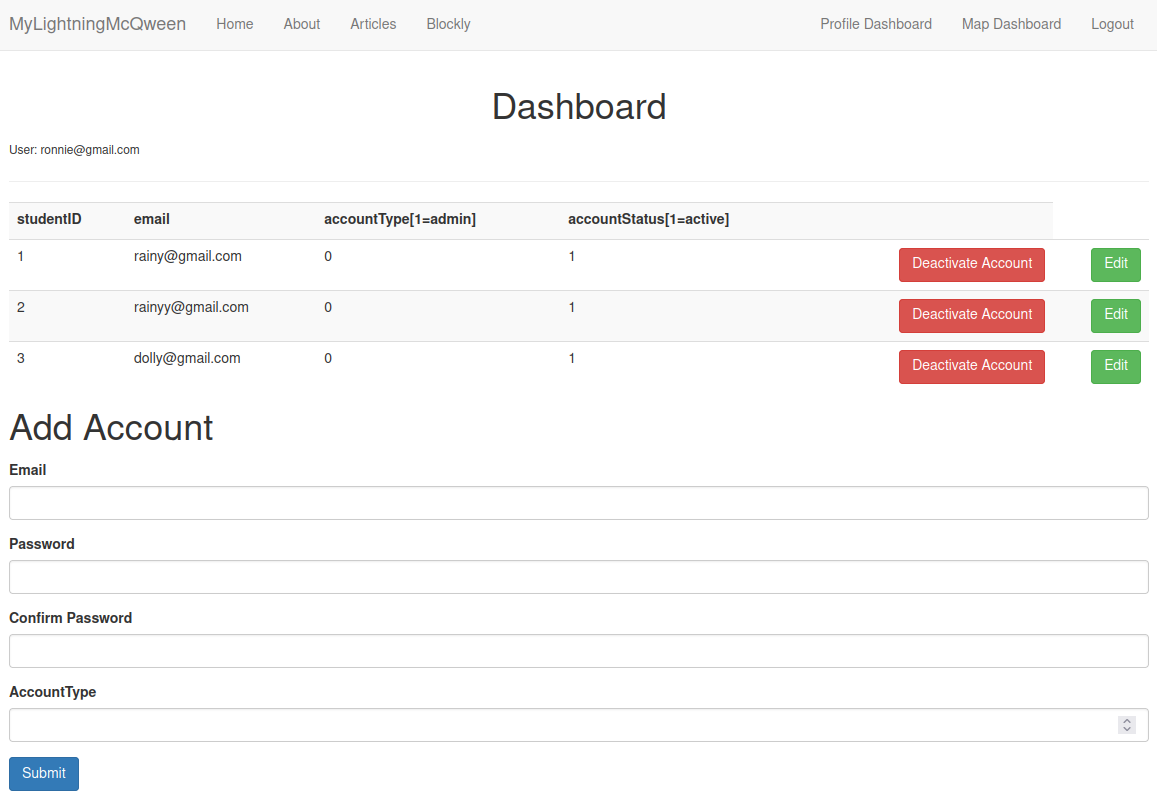 MyLightningMcQween Home About Articles Blockly Profile Dashboard Map Dashboard Logout
Dashboard
User: ronnie@gmail.com
studentID email accountType[1=admin] accountStatus[1=active]
1 rainy@gmail.com 0 1 Deactivate Account Edit
2 rainyy@gmail.com 0 1 Deactivate Account Edit
3 dolly@gmail.com 0 1 Deactivate Account Edit
Add Account
Email
Password
Confirm Password
AccountType
Submit